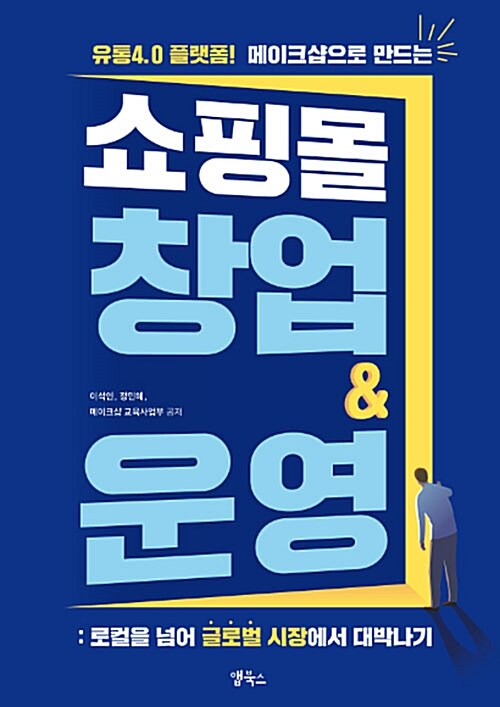 유통4.0 플랫폼! 메이크샵으로 만드는
쇼핑몰
창업
&
이석인, 정민혜,
메이크샵 교육사업부 공저
운영
: 로컬을 넘어 글로벌 시장에서 대박나기
앱북스